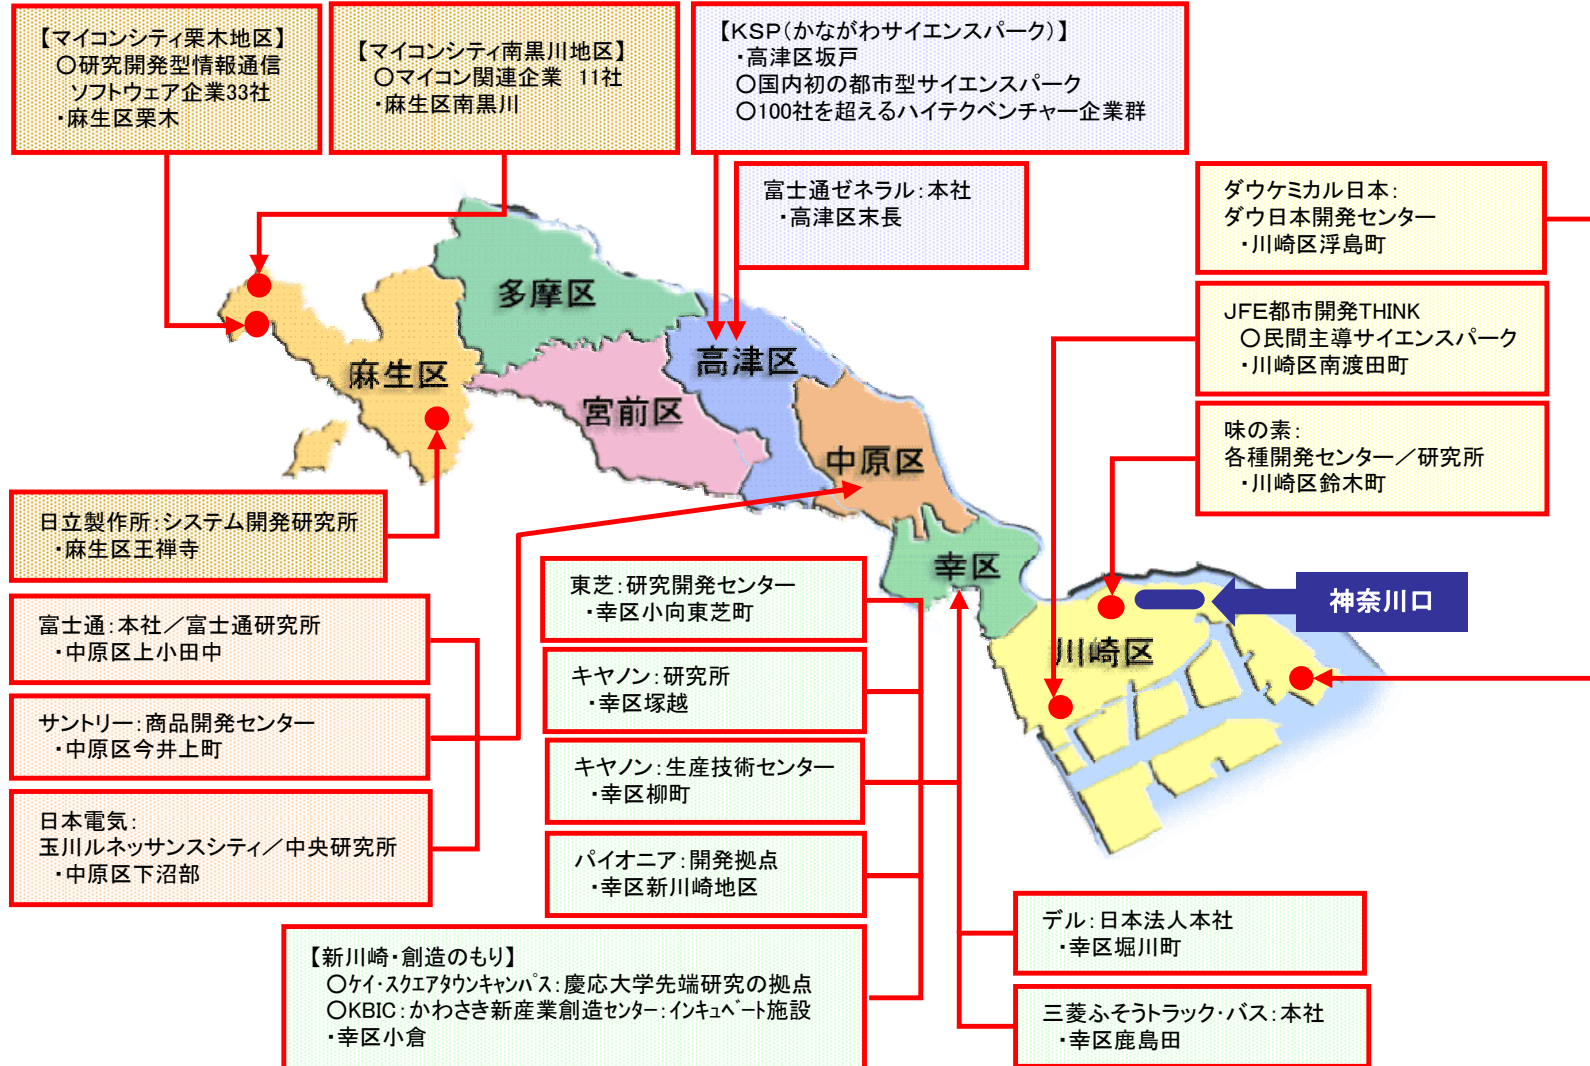 【マイコンシティ栗木地区】
〇研究開発型情報通信
ソフトウェア企業33社
・麻生区栗木
【マイコンシティ南黒川地区】
〇マイコン関連企業 11社
・麻生区南黒川
【KSP(かながわサイエンスパーク)】
・高津区坂戸
〇国内初の都市型サイエンスパーク
〇100社を超えるハイテクベンチャー企業群
富士通ゼネラル:本社
・高津区末長
ダウケミカル日本:
ダウ日本開発センター
・川崎区浮島町
JFE都市開発THINK
〇民間主導サイエンスパーク
・川崎区南渡田町
味の素:
各種開発センター/研究所
・川崎区鈴木町
多摩区
麻生区
宮前区
高津区
中原区
幸区
川崎区
神奈川口
日立製作所:システム開発研究所
・麻生区王禅寺
富士通:本社/富士通研究所
・中原区上小田中
サントリー:商品開発センター
・中原区今井上町
日本電気:
玉川ルネッサンスシティ/中央研究所
・中原区下沼部
東芝:研究開発センター
・幸区小向東芝町
キヤノン:研究所
・幸区塚越
キヤノン:生産技術センター
・幸区柳町
パイオニア:開発拠点
・幸区新川崎地区
【新川崎・創造のもり】
〇ケイ・スクエアタウンキャンパス:慶応大学先端研究の拠点
〇KBIC:かわさき新産業創造センター:インキュベート施設
・幸区小倉
デル:日本法人本社
・幸区堀川町
三菱ふそうトラック・バス:本社
・幸区鹿島田